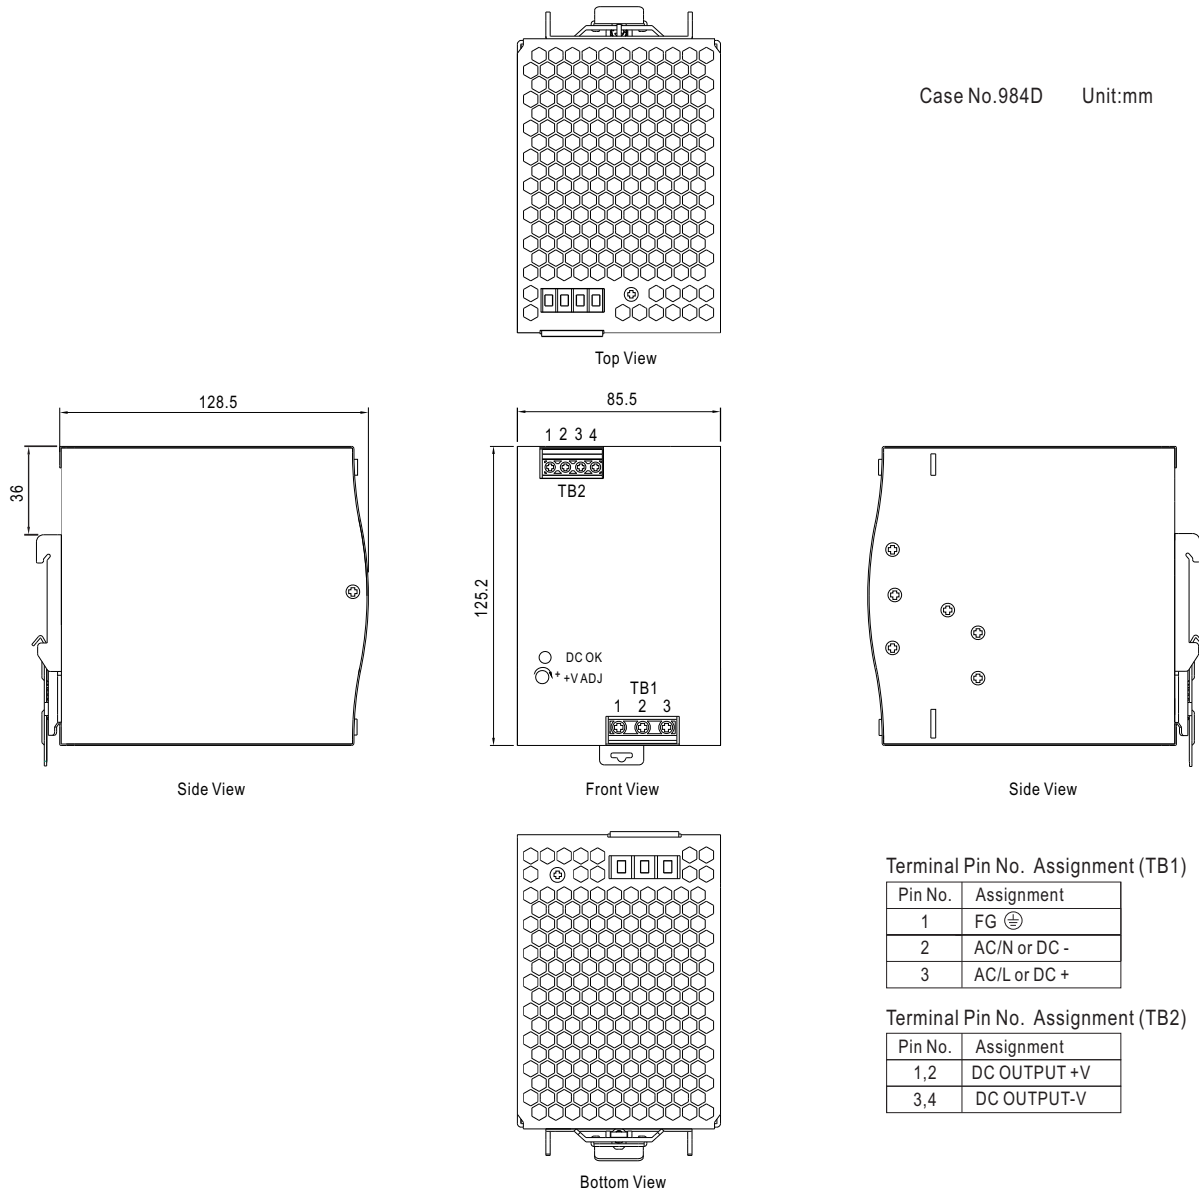 Case No.984D Unit:mm
Top View
128.5
85.5
36
1 2 3 4
TB2
125.2
DC OK
+ +V ADJ
TB1
1 2 3
Side View
Front View
Side View
Terminal Pin No. Assignment (TB1)
Pin No. Assignment
1 FG
2 AC/N or DC -
3 AC/L or DC +
Terminal Pin No. Assignment (TB2)
Pin No. Assignment
1,2 DC OUTPUT +V
3,4 DC OUTPUT-V
Bottom View